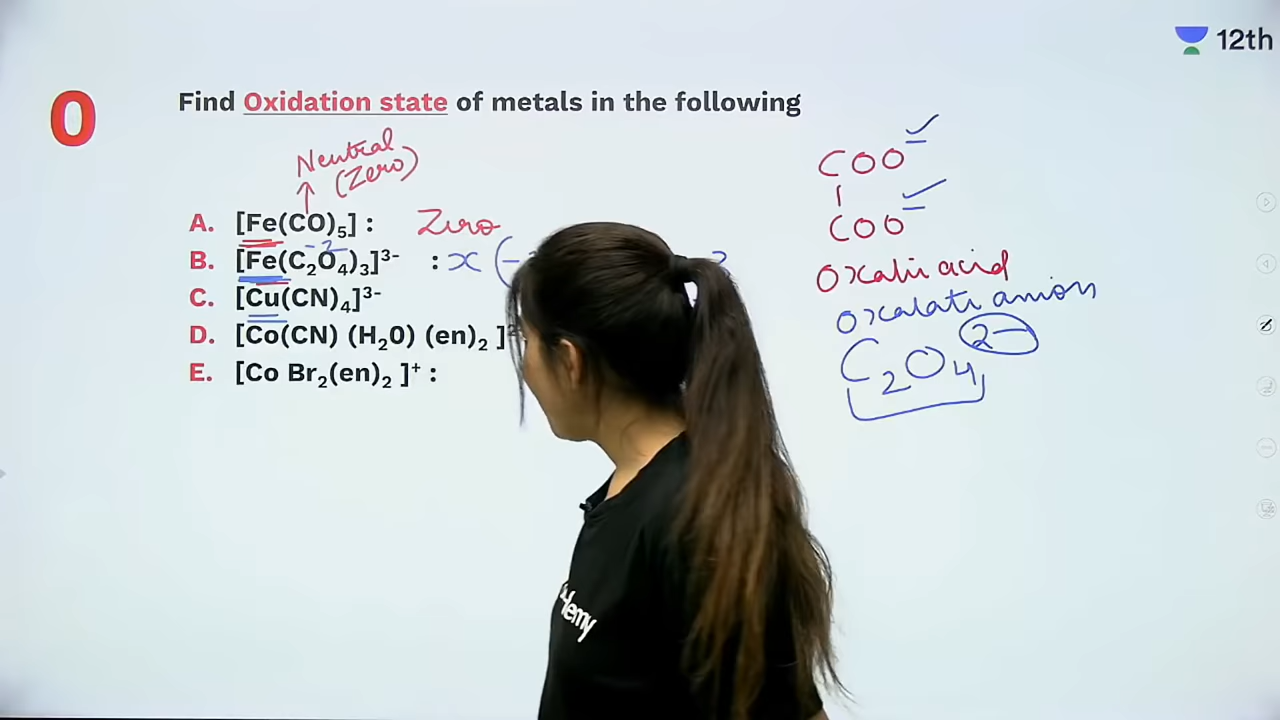 12th
0
Find Oxidation state of metals in the following
Neutral
(Zero)
A. [Fe(CO)₅] : Zero
-2
B. [Fe(C₂O₄)₃]³⁻ : x (-
C. [Cu(CN)₄]³⁻
D. [Co(CN) (H₂0) (en)₂ ]
E. [Co Br₂(en)₂ ]⁺ :
COO⁻
COO⁻
Oxalic acid
Oxalate anion
C₂O₄²⁻
demy